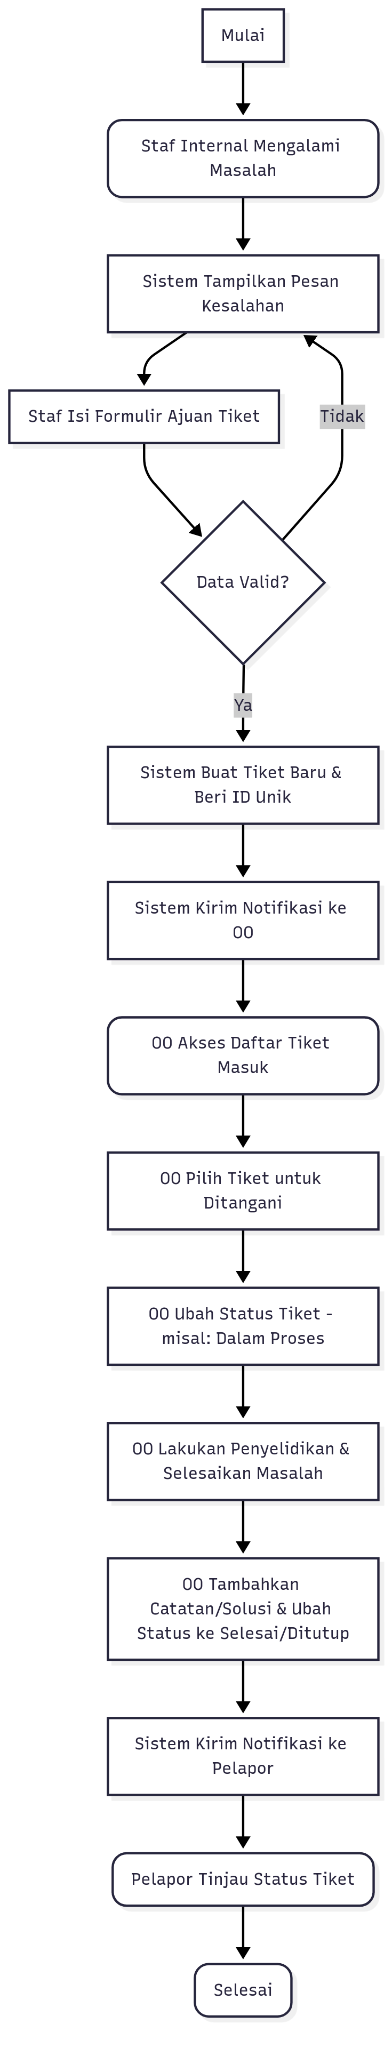 Mulai
Staf Internal Mengalami
Masalah
Sistem Tampilkan Pesan
Kesalahan
Staf Isi Formulir Ajuan Tiket
Tidak
Data Valid?
Ya
Sistem Buat Tiket Baru &
Beri ID Unik
Sistem Kirim Notifikasi ke
OO
OO Akses Daftar Tiket
Masuk
OO Pilih Tiket untuk
Ditangani
OO Ubah Status Tiket -
misal: Dalam Proses
OO Lakukan Penyelidikan &
Selesaikan Masalah
OO Tambahkan
Catatan/Solusi & Ubah
Status ke Selesai/Ditutup
Sistem Kirim Notifikasi ke
Pelapor
Pelapor Tinjau Status Tiket
Selesai